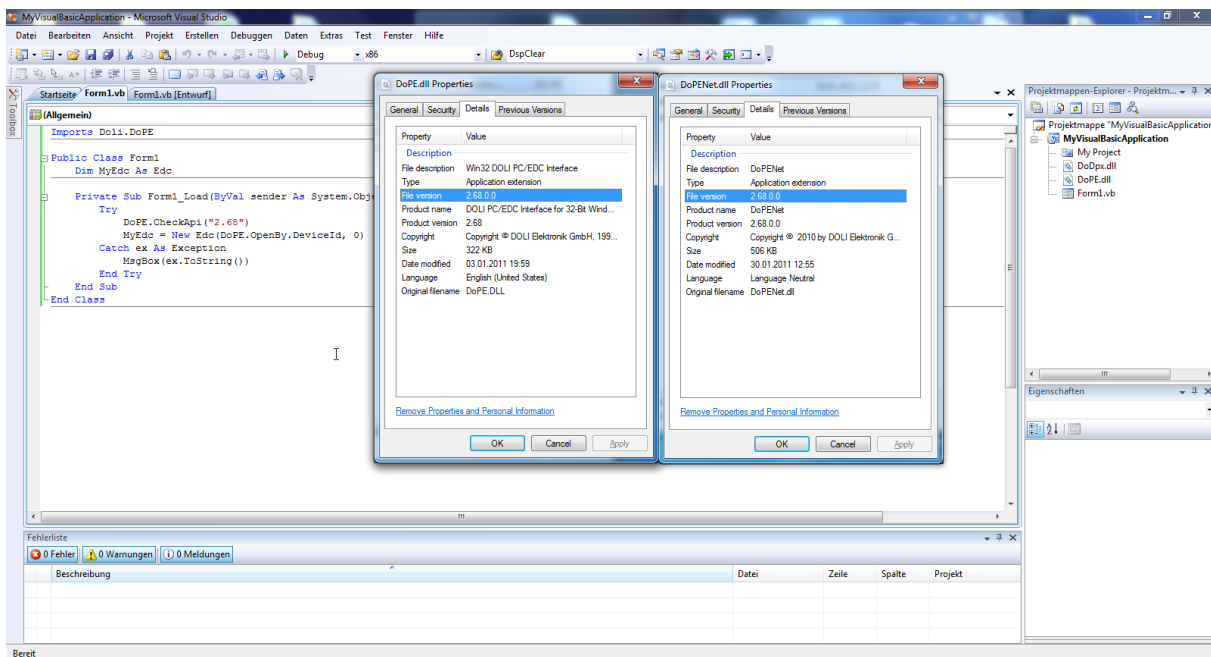 MyVisualBasicApplication - Microsoft Visual Studio
Datei Bearbeiten Ansicht Projekt Erstellen Debuggen Daten Extras Test Fenster Hilfe
Debug x86 DspClear
Startseite Form1.vb Form1.vb [Entwurf]
Toolbox
(Allgemein)
Imports Doli.DoPE
Public Class Form1
Dim MyEdc As Edc
Private Sub Form1_Load(ByVal sender As System.Obje
Try
DoPE.CheckApi("2.68")
MyEdc = New Edc(DoPE.OpenBy.DeviceId, 0)
Catch ex As Exception
MsgBox(ex.ToString())
End Try
End Sub
End Class
DoPE.dll Properties
General Security Details Previous Versions
Property Value
Description
File description Win32 DOLI PC/EDC Interface
Type Application extension
File version 2.68.0.0
Product name DOLI PC/EDC Interface for 32-Bit Wind...
Product version 2.68
Copyright Copyright © DOLI Elektronik GmbH, 199...
Size 322 KB
Date modified 03.01.2011 19:59
Language English (United States)
Original filename DoPE.DLL
Remove Properties and Personal Information
OK Cancel Apply
DoPENet.dll Properties
General Security Details Previous Versions
Property Value
Description
File description DoPENet
Type Application extension
File version 2.68.0.0
Product name DoPENet
Product version 2.68.0.0
Copyright Copyright © 2010 by DOLI Elektronik G...
Size 506 KB
Date modified 30.01.2011 12:55
Language Language Neutral
Original filename DoPENet.dll
Remove Properties and Personal Information
OK Cancel Apply
Projektmappen-Explorer - Projektm...
Projektmappe "MyVisualBasicApplication
MyVisualBasicApplication
My Project
DoDpx.dll
DoPE.dll
Form1.vb
Eigenschaften
Fehlerliste
0 Fehler 0 Warnungen 0 Meldungen
Beschreibung Datei Zeile Spalte Projekt
Bereit